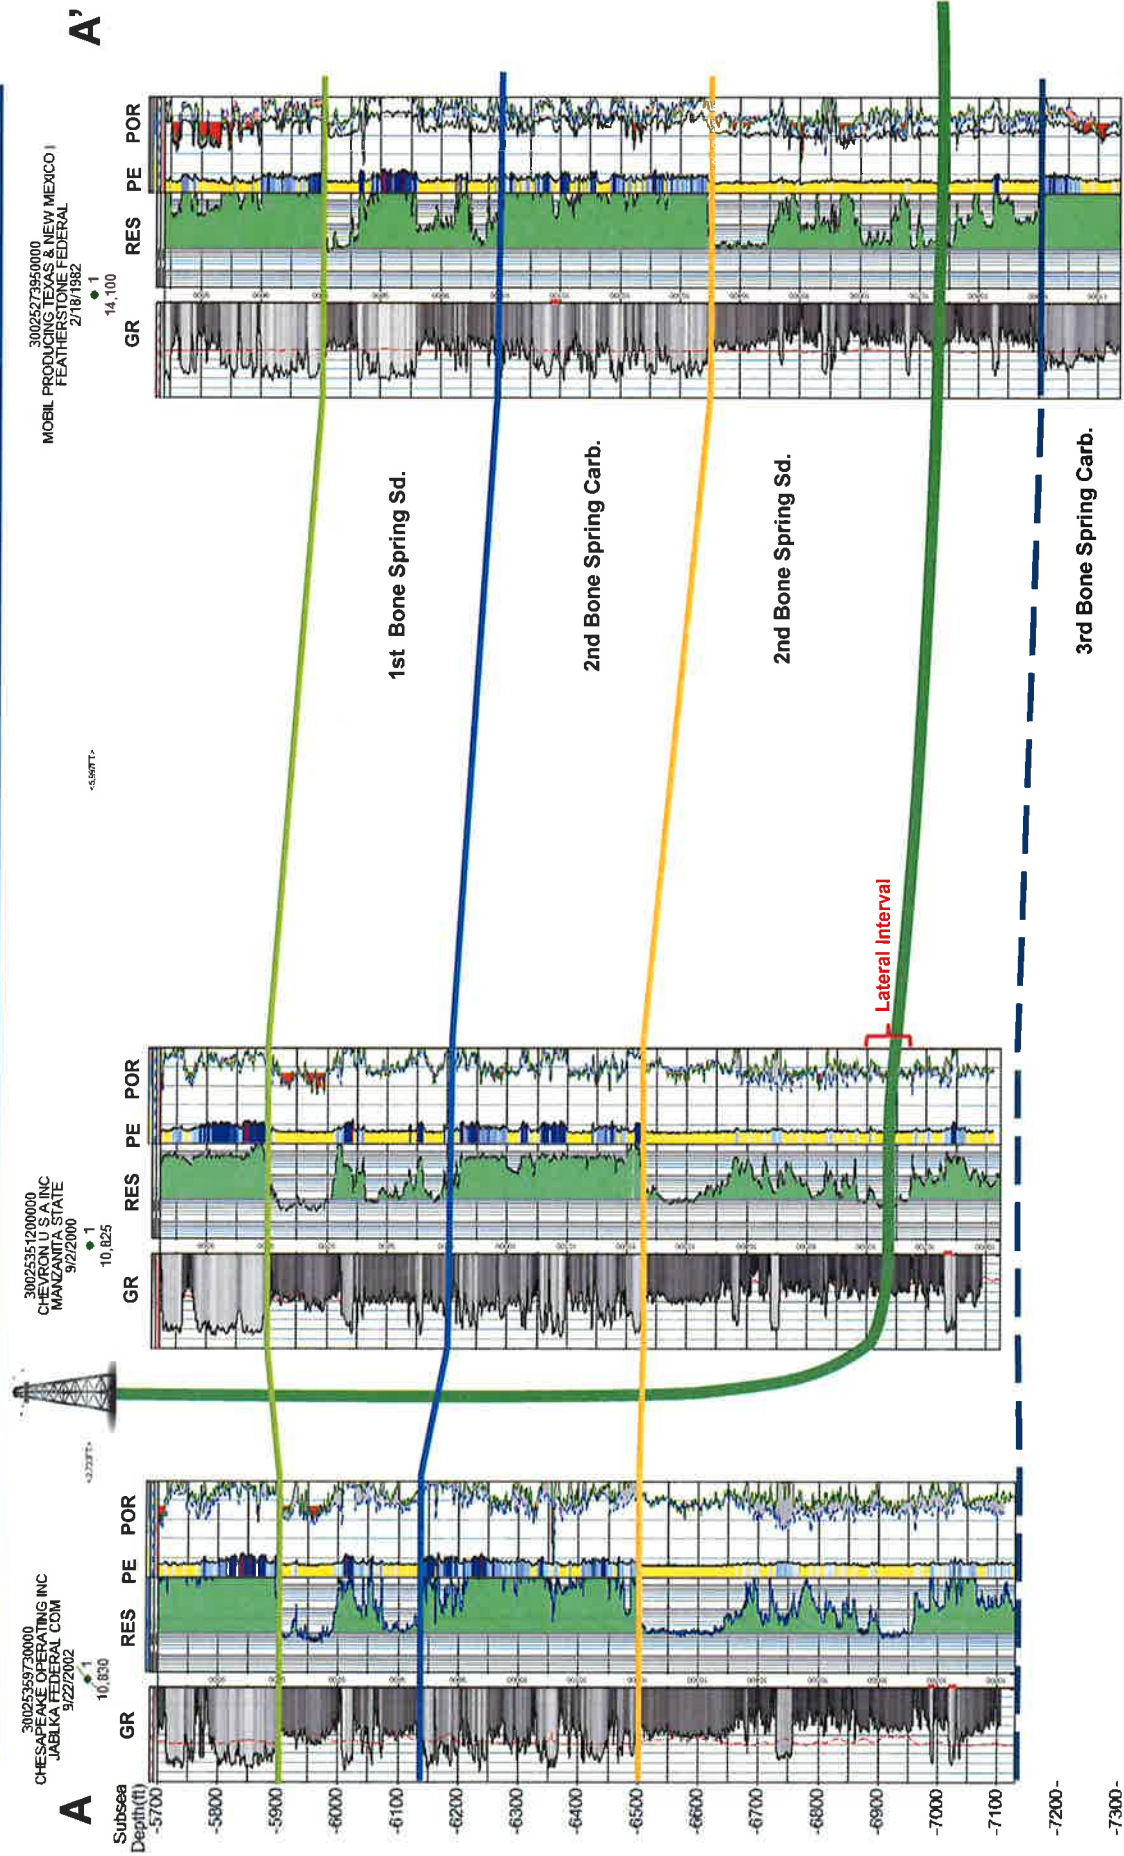 A
A'
30025359730000
CHESAPEAKE OPERATING INC
JABLKA FEDERAL COM
9/22/2002
1
10,830
30025351200000
CHEVRON U S A INC
MANZANITA STATE
9/2/2000
1
10,825
30025273950000
MOBIL PRODUCING TEXAS & NEW MEXICO I
FEATHERSTONE FEDERAL
2/18/1982
1
14,100
<5,997FT>
Subsea
Depth(ft)
GR RES PE POR
GR RES PE POR
GR RES PE POR
-5700
-5800
-5900
-6000
-6100
-6200
-6300
-6400
-6500
-6600
-6700
-6800
-6900
-7000
-7100
-7200-
-7300-
1st Bone Spring Sd.
2nd Bone Spring Carb.
2nd Bone Spring Sd.
Lateral Interval
3rd Bone Spring Carb.